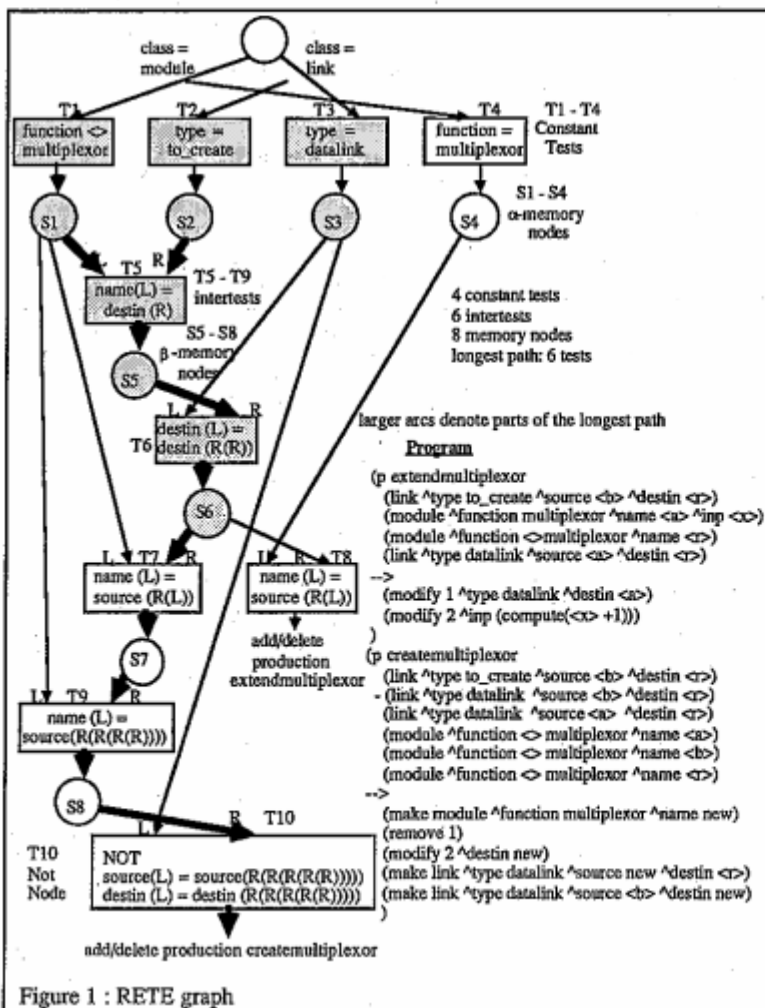 class =
module
class =
link
T1
T2
T3
T4
T1 - T4
Constant
Tests
function <>
multiplexor
type =
to_create
type =
datalink
function =
multiplexor
S1
S2
S3
S4
S1 - S4
α-memory
nodes
L
R
T5
name(L) =
destin (R)
T5 - T9
intertests
4 constant tests
6 intertests
8 memory nodes
longest path: 6 tests
S5 - S8
β-memory
nodes
S5
L
R
T6
destin (L) =
destin (R(R))
larger arcs denote parts of the longest path
S6
L T7 R
name (L) =
source (R(L))
L R T8
name (L) =
source (R(L))
add/delete
production
extendmultiplexor
S7
L T9 R
name (L) =
source(R(R(R(R))))
S8
L
R T10
T10
Not
Node
NOT
source(L) = source(R(R(R(R(R)))))
destin (L) = destin (R(R(R(R(R)))))
add/delete production createmultiplexor
Program
(p extendmultiplexor
(link ^type to_create ^source <b> ^destin <r>)
(module ^function multiplexor ^name <a> ^inp <x>)
(module ^function <>multiplexor ^name <r>)
(link ^type datalink ^source <a> ^destin <r>)
-->
(modify 1 ^type datalink ^destin <a>)
(modify 2 ^inp (compute(<x> +1)))
)
(p createmultiplexor
(link ^type to_create ^source <b> ^destin <r>)
- (link ^type datalink ^source <b> ^destin <r>)
(link ^type datalink ^source <a> ^destin <r>)
(module ^function <> multiplexor ^name <a>)
(module ^function <> multiplexor ^name <b>)
(module ^function <> multiplexor ^name <r>)
-->
(make module ^function multiplexor ^name new)
(remove 1)
(modify 2 ^destin new)
(make link ^type datalink ^source new ^destin <r>)
(make link ^type datalink ^source <b> ^destin new)
)
Figure 1 : RETE graph